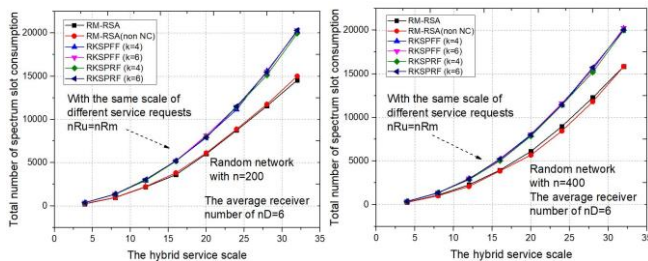 Total number of spectrum slot consumption
20000
15000
10000
5000
0
RM-RSA
RM-RSA(non NC)
RKSPFF (k=4)
RKSPFF (k=6)
RKSPRF (k=4)
RKSPRF (k=6)
With the same scale of
different service requests
nRu=nRm
Random network
with n=200
The average receiver
number of nD=6
0 5 10 15 20 25 30 35
The hybrid service scale
Total number of spectrum slot consumption
20000
15000
10000
5000
0
RM-RSA
RM-RSA(non NC)
RKSPFF (k=4)
RKSPFF (k=6)
RKSPRF (k=4)
RKSPRF (k=6)
With the same scale of
different service requests
nRu=nRm
Random network
with n=400
The average receiver
number of nD=6
0 5 10 15 20 25 30 35
The hybrid service scale